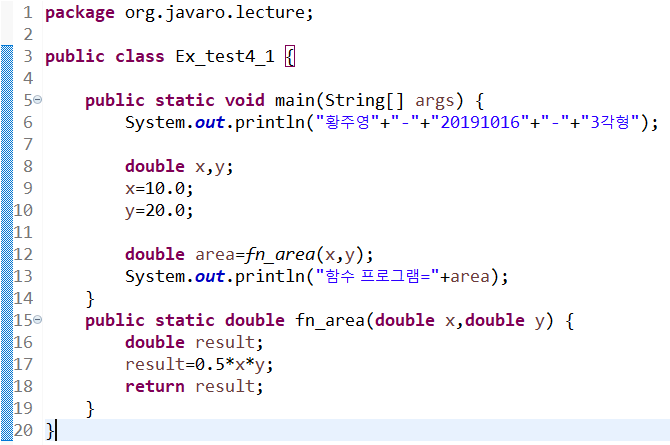 1 package org.javaro.lecture;
2
3 public class Ex_test4_1 {
4
5 public static void main(String[] args) {
6 System.out.println("황주영"+"-"+"20191016"+"-"+"3각형");
7
8 double x,y;
9 x=10.0;
10 y=20.0;
11
12 double area=fn_area(x,y);
13 System.out.println("함수 프로그램="+area);
14 }
15 public static double fn_area(double x,double y) {
16 double result;
17 result=0.5*x*y;
18 return result;
19 }
20 }